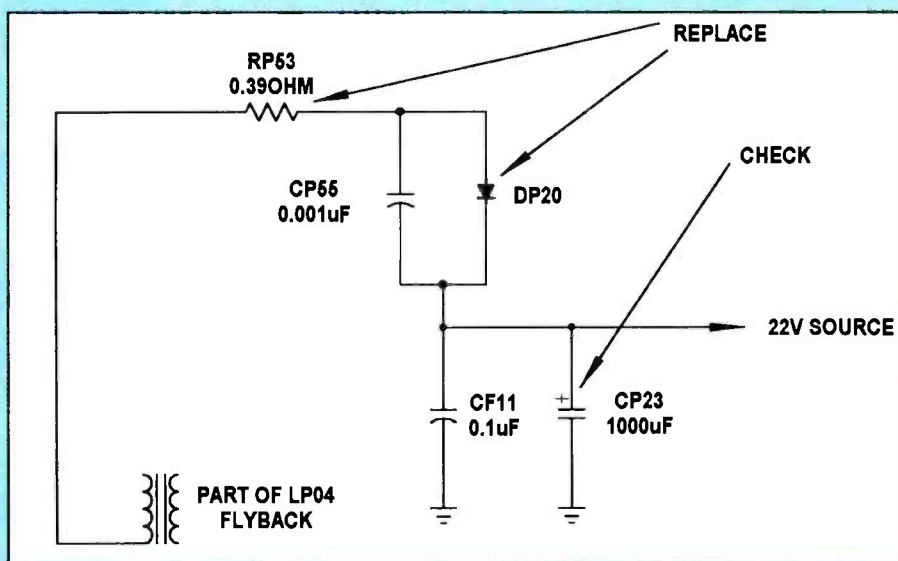 REPLACE
RP53
0.39OHM
CHECK
CP55
0.001uF
DP20
22V SOURCE
+
CF11
0.1uF
CP23
1000uF
PART OF LP04
FLYBACK